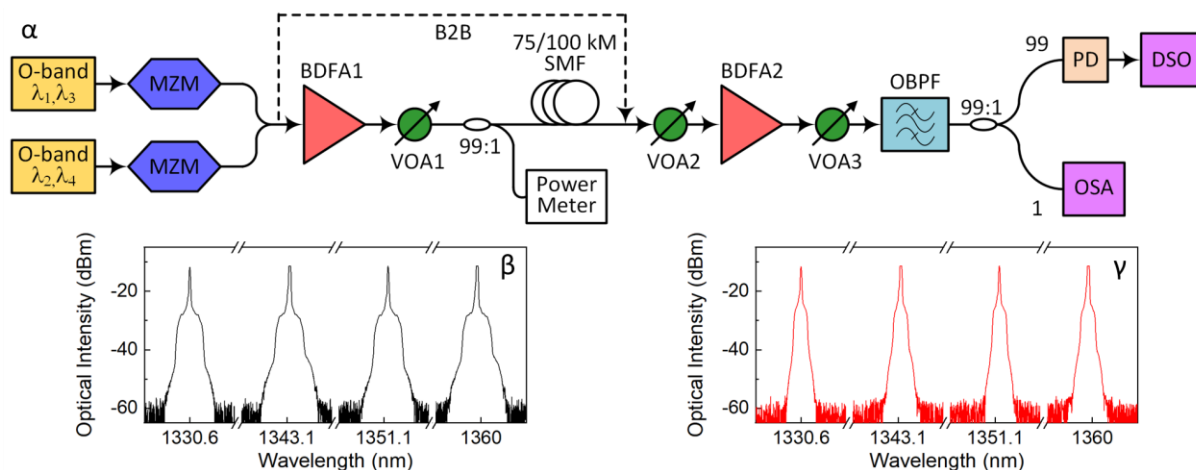 α
B2B
75/100 kM
SMF
O-band
λ1,λ3
MZM
BDFA1
VOA1
99:1
Power
Meter
O-band
λ2,λ4
MZM
VOA2
BDFA2
VOA3
OBPF
99:1
99
PD
DSO
1
OSA
β
Optical Intensity (dBm)
-20
-40
-60
1330.6 1343.1 1351.1 1360
Wavelength (nm)
γ
Optical Intensity (dBm)
-20
-40
-60
1330.6 1343.1 1351.1 1360
Wavelength (nm)